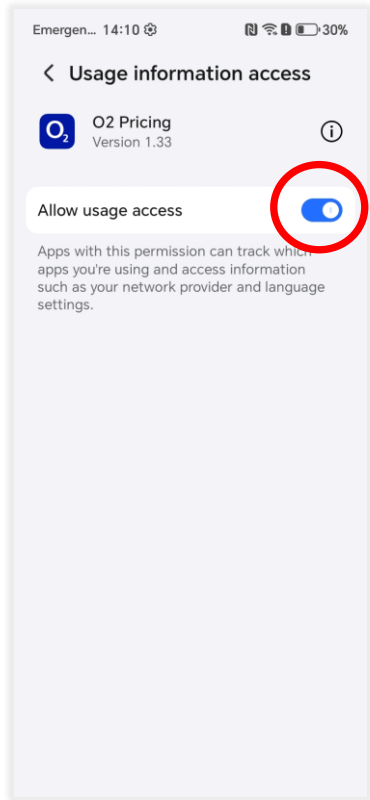 Emergen... 14:10 30%
Usage information access
O2
O2 Pricing
Version 1.33
Allow usage access
Apps with this permission can track which
apps you're using and access information
such as your network provider and language
settings.